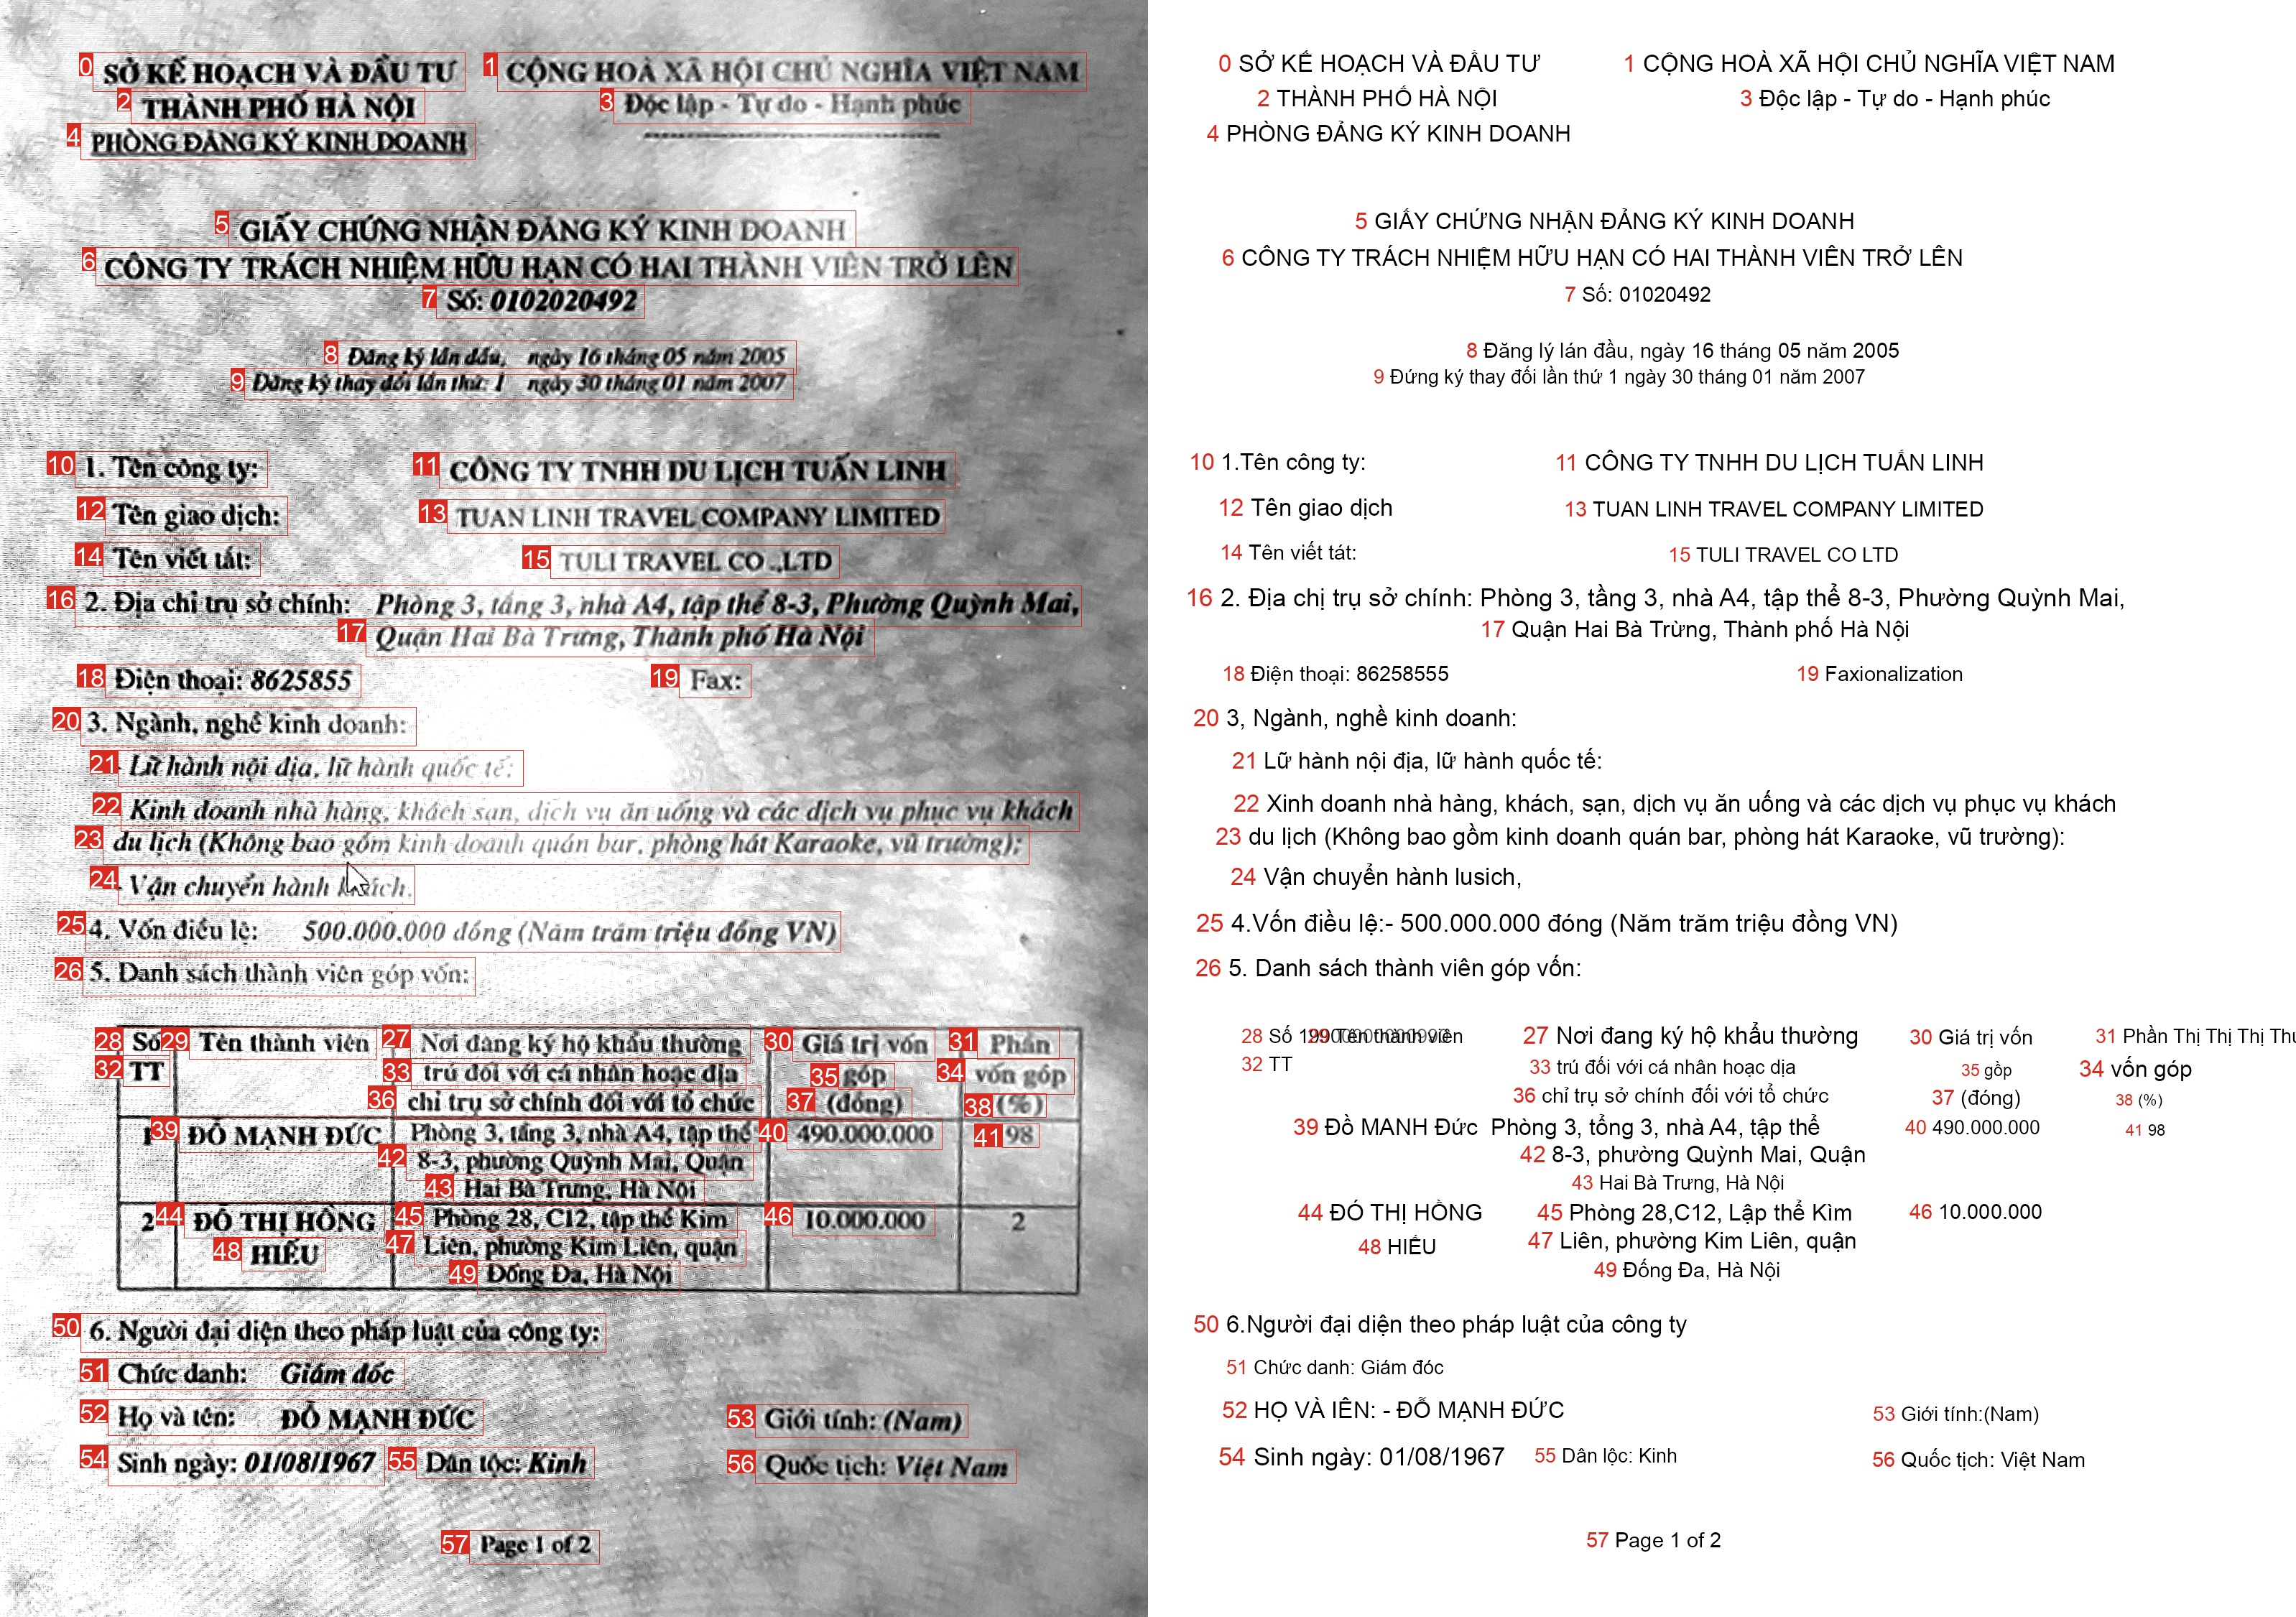 0 SỞ KẾ HOẠCH VÀ ĐẦU TƯ
1 CỘNG HOÀ XÃ HỘI CHỦ NGHĨA VIỆT NAM
2 THÀNH PHỐ HÀ NỘI
3 Độc lập - Tự do - Hạnh phúc
4 PHÒNG ĐĂNG KÝ KINH DOANH
5 GIẤY CHỨNG NHẬN ĐĂNG KÝ KINH DOANH
6 CÔNG TY TRÁCH NHIỆM HỮU HẠN CÓ HAI THÀNH VIÊN TRỞ LÊN
7 Số: 0102020492
8 Đăng ký lần đầu, ngày 16 tháng 05 năm 2005
9 Đăng ký thay đổi lần thứ: 1 ngày 30 tháng 01 năm 2007
10 1. Tên công ty:
11 CÔNG TY TNHH DU LỊCH TUẤN LINH
12 Tên giao dịch:
13 TUAN LINH TRAVEL COMPANY LIMITED
14 Tên viết tắt:
15 TULI TRAVEL CO .,LTD
16 2. Địa chỉ trụ sở chính: Phòng 3, tầng 3, nhà A4, tập thể 8-3, Phường Quỳnh Mai,
17 Quận Hai Bà Trưng, Thành phố Hà Nội
18 Điện thoại: 8625855
19 Fax:
20 3. Ngành, nghề kinh doanh:
21 - Lữ hành nội địa, lữ hành quốc tế;
22 Kinh doanh nhà hàng, khách sạn, dịch vụ ăn uống và các dịch vụ phục vụ khách
23 du lịch (Không bao gồm kinh doanh quán bar, phòng hát Karaoke, vũ trường);
24 - Vận chuyển hành khách.
25 4. Vốn điều lệ: 500.000.000 đồng (Năm trăm triệu đồng VN)
26 5. Danh sách thành viên góp vốn:
28 Số
29 Tên thành viên
27 Nơi đăng ký hộ khẩu thường
30 Giá trị vốn
31 Phần
32 TT
33 trú đối với cá nhân hoặc địa
35 góp
34 vốn góp
36 chỉ trụ sở chính đối với tổ chức
37 (đồng)
38 (%)
1
39 ĐỖ MẠNH ĐỨC
Phòng 3, tầng 3, nhà A4, tập thể
40 490.000.000
41 98
42 8-3, phường Quỳnh Mai, Quận
43 Hai Bà Trưng, Hà Nội
2
44 ĐỖ THỊ HỒNG
45 Phòng 28, C12, tập thể Kim
46 10.000.000
2
48 HIẾU
47 Liên, phường Kim Liên, quận
49 Đống Đa, Hà Nội
50 6. Người đại diện theo pháp luật của công ty:
51 Chức danh: Giám đốc
52 Họ và tên: ĐỖ MẠNH ĐỨC
53 Giới tính: (Nam)
54 Sinh ngày: 01/08/1967
55 Dân tộc: Kinh
56 Quốc tịch: Việt Nam
57 Page 1 of 2
0 SỞ KẾ HOẠCH VÀ ĐẦU TƯ
1 CỘNG HOÀ XÃ HỘI CHỦ NGHĨA VIỆT NAM
2 THÀNH PHỐ HÀ NỘI
3 Độc lập - Tự do - Hạnh phúc
4 PHÒNG ĐẢNG KÝ KINH DOANH
5 GIẤY CHỨNG NHẬN ĐẢNG KÝ KINH DOANH
6 CÔNG TY TRÁCH NHIỆM HỮU HẠN CÓ HAI THÀNH VIÊN TRỞ LÊN
7 Số: 01020492
8 Đăng lý lán đầu, ngày 16 tháng 05 năm 2005
9 Đứng ký thay đối lần thứ 1 ngày 30 tháng 01 năm 2007
10 1.Tên công ty:
11 CÔNG TY TNHH DU LỊCH TUẤN LINH
12 Tên giao dịch
13 TUAN LINH TRAVEL COMPANY LIMITED
14 Tên viết tát:
15 TULI TRAVEL CO LTD
16 2. Địa chị trụ sở chính: Phòng 3, tầng 3, nhà A4, tập thể 8-3, Phường Quỳnh Mai,
17 Quận Hai Bà Trừng, Thành phố Hà Nội
18 Điện thoại: 86258555
19 Faxionalization
20 3, Ngành, nghề kinh doanh:
21 Lữ hành nội địa, lữ hành quốc tế:
22 Xinh doanh nhà hàng, khách, sạn, dịch vụ ăn uống và các dịch vụ phục vụ khách
23 du lịch (Không bao gồm kinh doanh quán bar, phòng hát Karaoke, vũ trường):
24 Vận chuyển hành lusich,
25 4.Vốn điều lệ:- 500.000.000 đóng (Năm trăm triệu đồng VN)
26 5. Danh sách thành viên góp vốn:
28 Số
29 Tên thành viên
27 Nơi đang ký hộ khẩu thường
30 Giá trị vốn
31 Phần Thị Thị Thị
32 TT
33 trú đối với cá nhân hoạc dịa
35 gồp
34 vốn góp
36 chỉ trụ sở chính đối với tổ chức
37 (đóng)
38 (%)
39 Đồ MANH Đức
Phòng 3, tổng 3, nhà A4, tập thể
40 490.000.000
41 98
42 8-3, phường Quỳnh Mai, Quận
43 Hai Bà Trưng, Hà Nội
44 ĐÓ THỊ HỒNG
45 Phòng 28,C12, Lập thể Kìm
46 10.000.000
48 HIẾU
47 Liên, phường Kim Liên, quận
49 Đống Đa, Hà Nội
50 6.Người đại diện theo pháp luật của công ty
51 Chức danh: Giám đóc
52 HỌ VÀ IÊN: - ĐỖ MẠNH ĐỨC
53 Giới tính:(Nam)
54 Sinh ngày: 01/08/1967
55 Dân lộc: Kinh
56 Quốc tịch: Việt Nam
57 Page 1 of 2